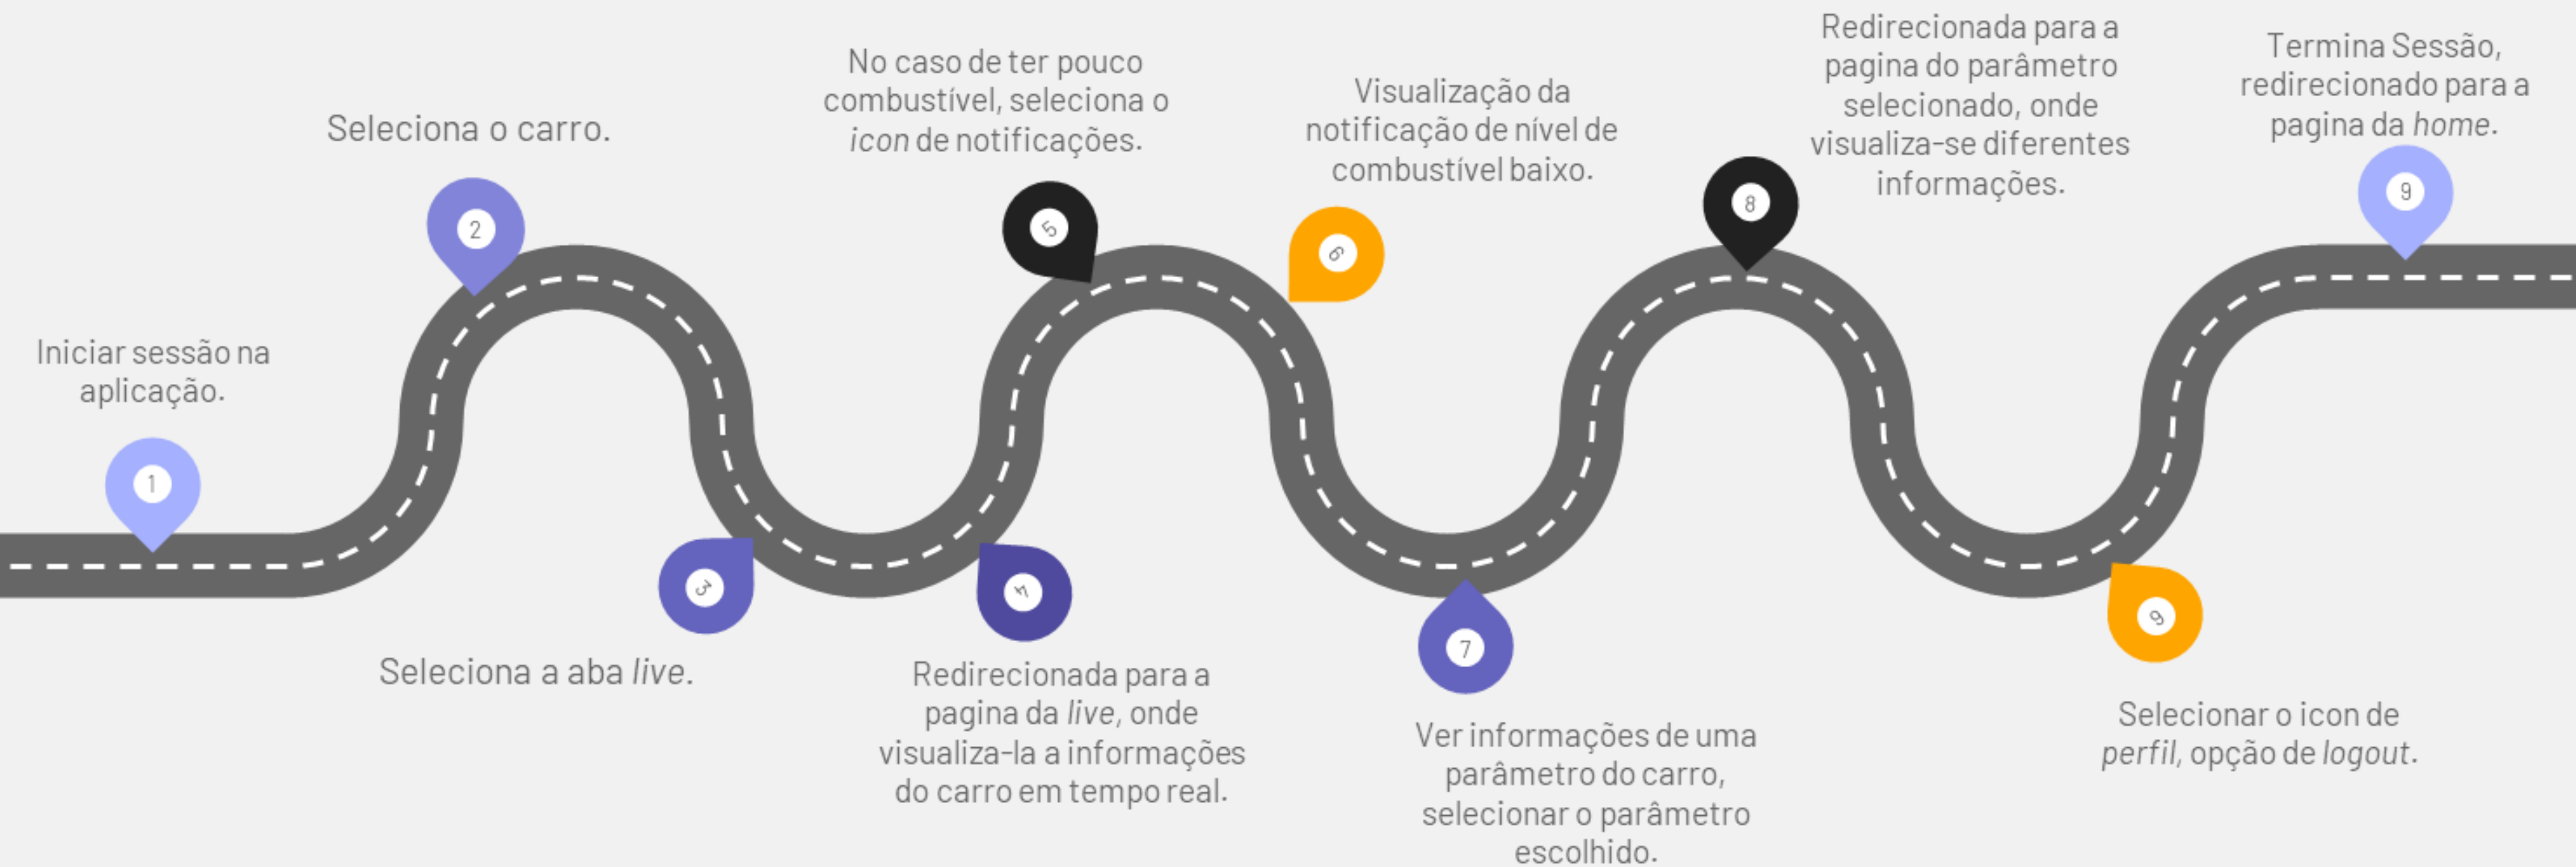 Iniciar sessão na
aplicação.
1
Seleciona o carro.
2
3
Seleciona a aba live.
4
Redirecionada para a
pagina da live, onde
visualiza-la a informações
do carro em tempo real.
No caso de ter pouco
combustível, seleciona o
icon de notificações.
5
Visualização da
notificação de nível de
combustível baixo.
6
7
Ver informações de uma
parâmetro do carro,
selecionar o parâmetro
escolhido.
Redirecionada para a
pagina do parâmetro
selecionado, onde
visualiza-se diferentes
informações.
8
9
Selecionar o icon de
perfil, opção de logout.
Termina Sessão,
redirecionado para a
pagina da home.
9